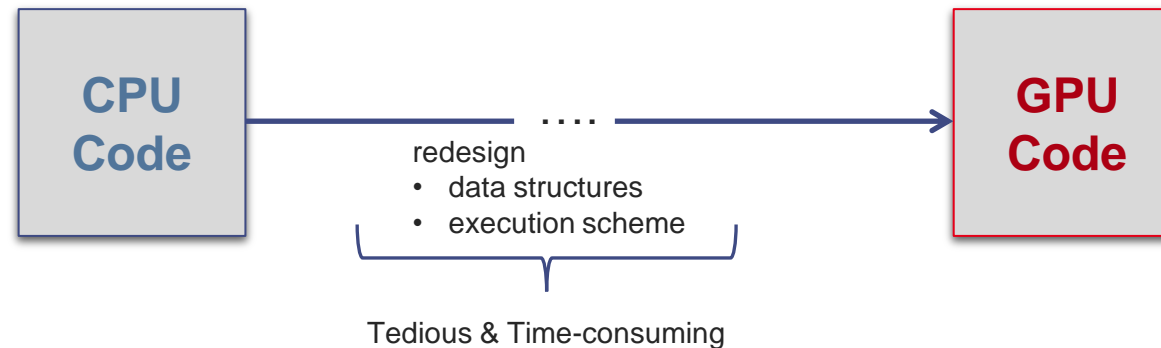 CPU
Code
....
redesign
• data structures
• execution scheme
Tedious & Time-consuming
GPU
Code